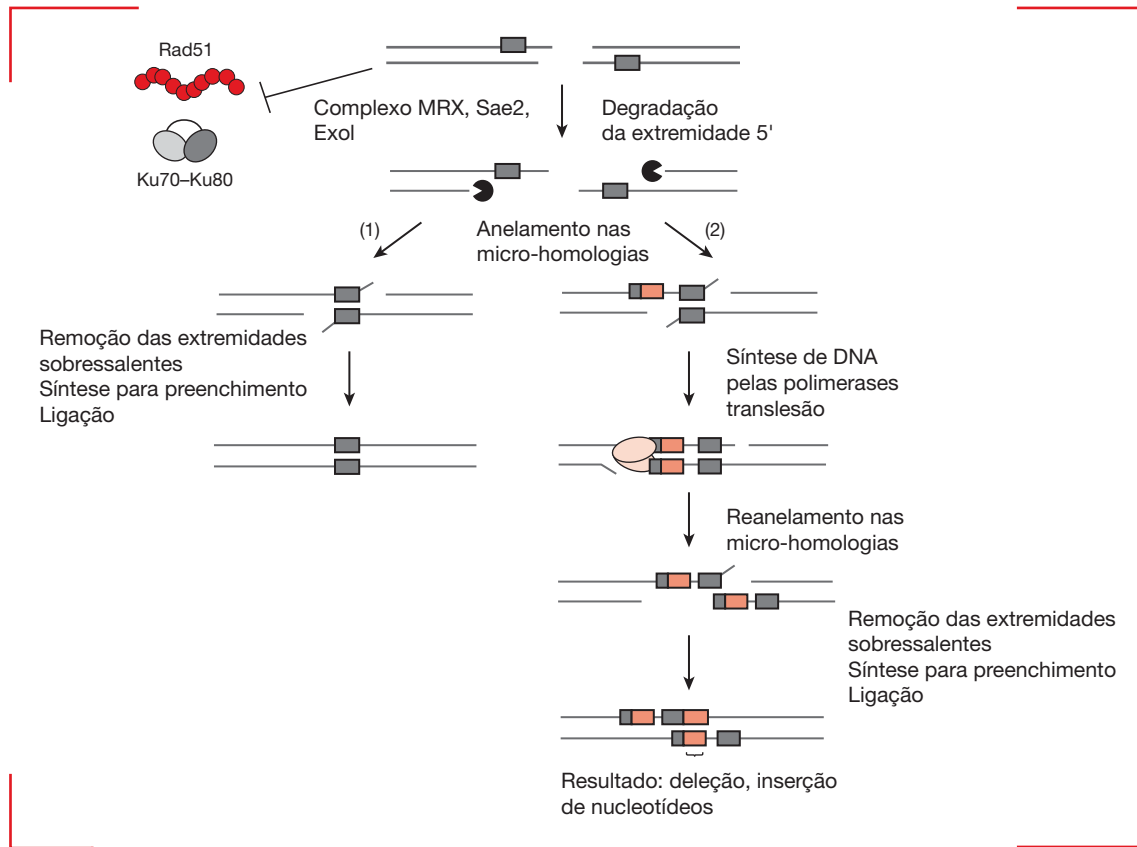 Rad51
Ku70–Ku80
Complexo MRX, Sae2,
ExoI
Degradação
da extremidade 5'
(1)
Anelamento nas
micro-homologias
(2)
Remoção das extremidades
sobressalentes
Síntese para preenchimento
Ligação
Síntese de DNA
pelas polimerases
translesão
Reanelamento nas
micro-homologias
Remoção das extremidades
sobressalentes
Síntese para preenchimento
Ligação
Resultado: deleção, inserção
de nucleotídeos